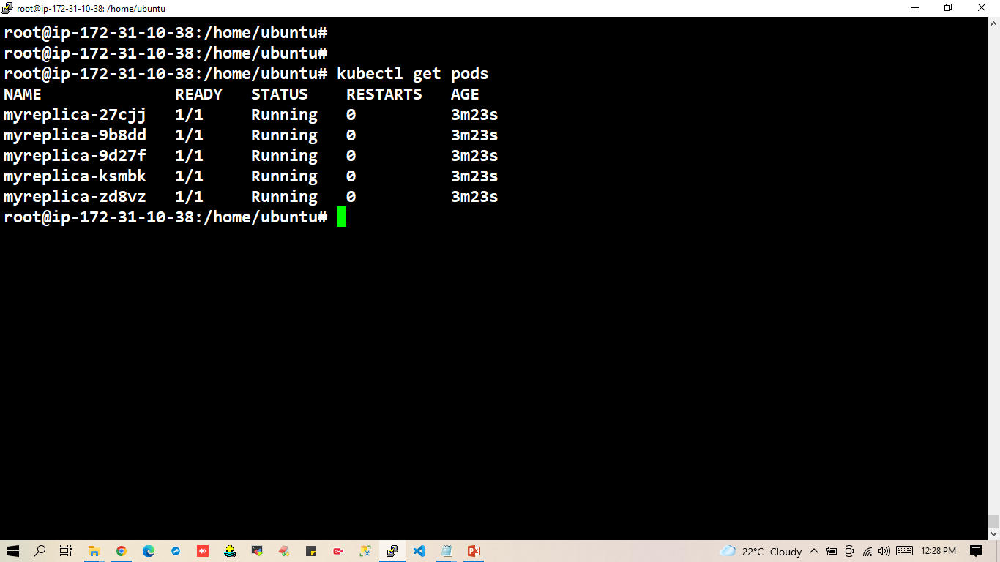 root@ip-172-31-10-38: /home/ubuntu
root@ip-172-31-10-38:/home/ubuntu#
root@ip-172-31-10-38:/home/ubuntu#
root@ip-172-31-10-38:/home/ubuntu# kubectl get pods
NAME READY STATUS RESTARTS AGE
myreplica-27cjj 1/1 Running 0 3m23s
myreplica-9b8dd 1/1 Running 0 3m23s
myreplica-9d27f 1/1 Running 0 3m23s
myreplica-ksmbk 1/1 Running 0 3m23s
myreplica-zd8vz 1/1 Running 0 3m23s
root@ip-172-31-10-38:/home/ubuntu#
22°C Cloudy 12:28 PM